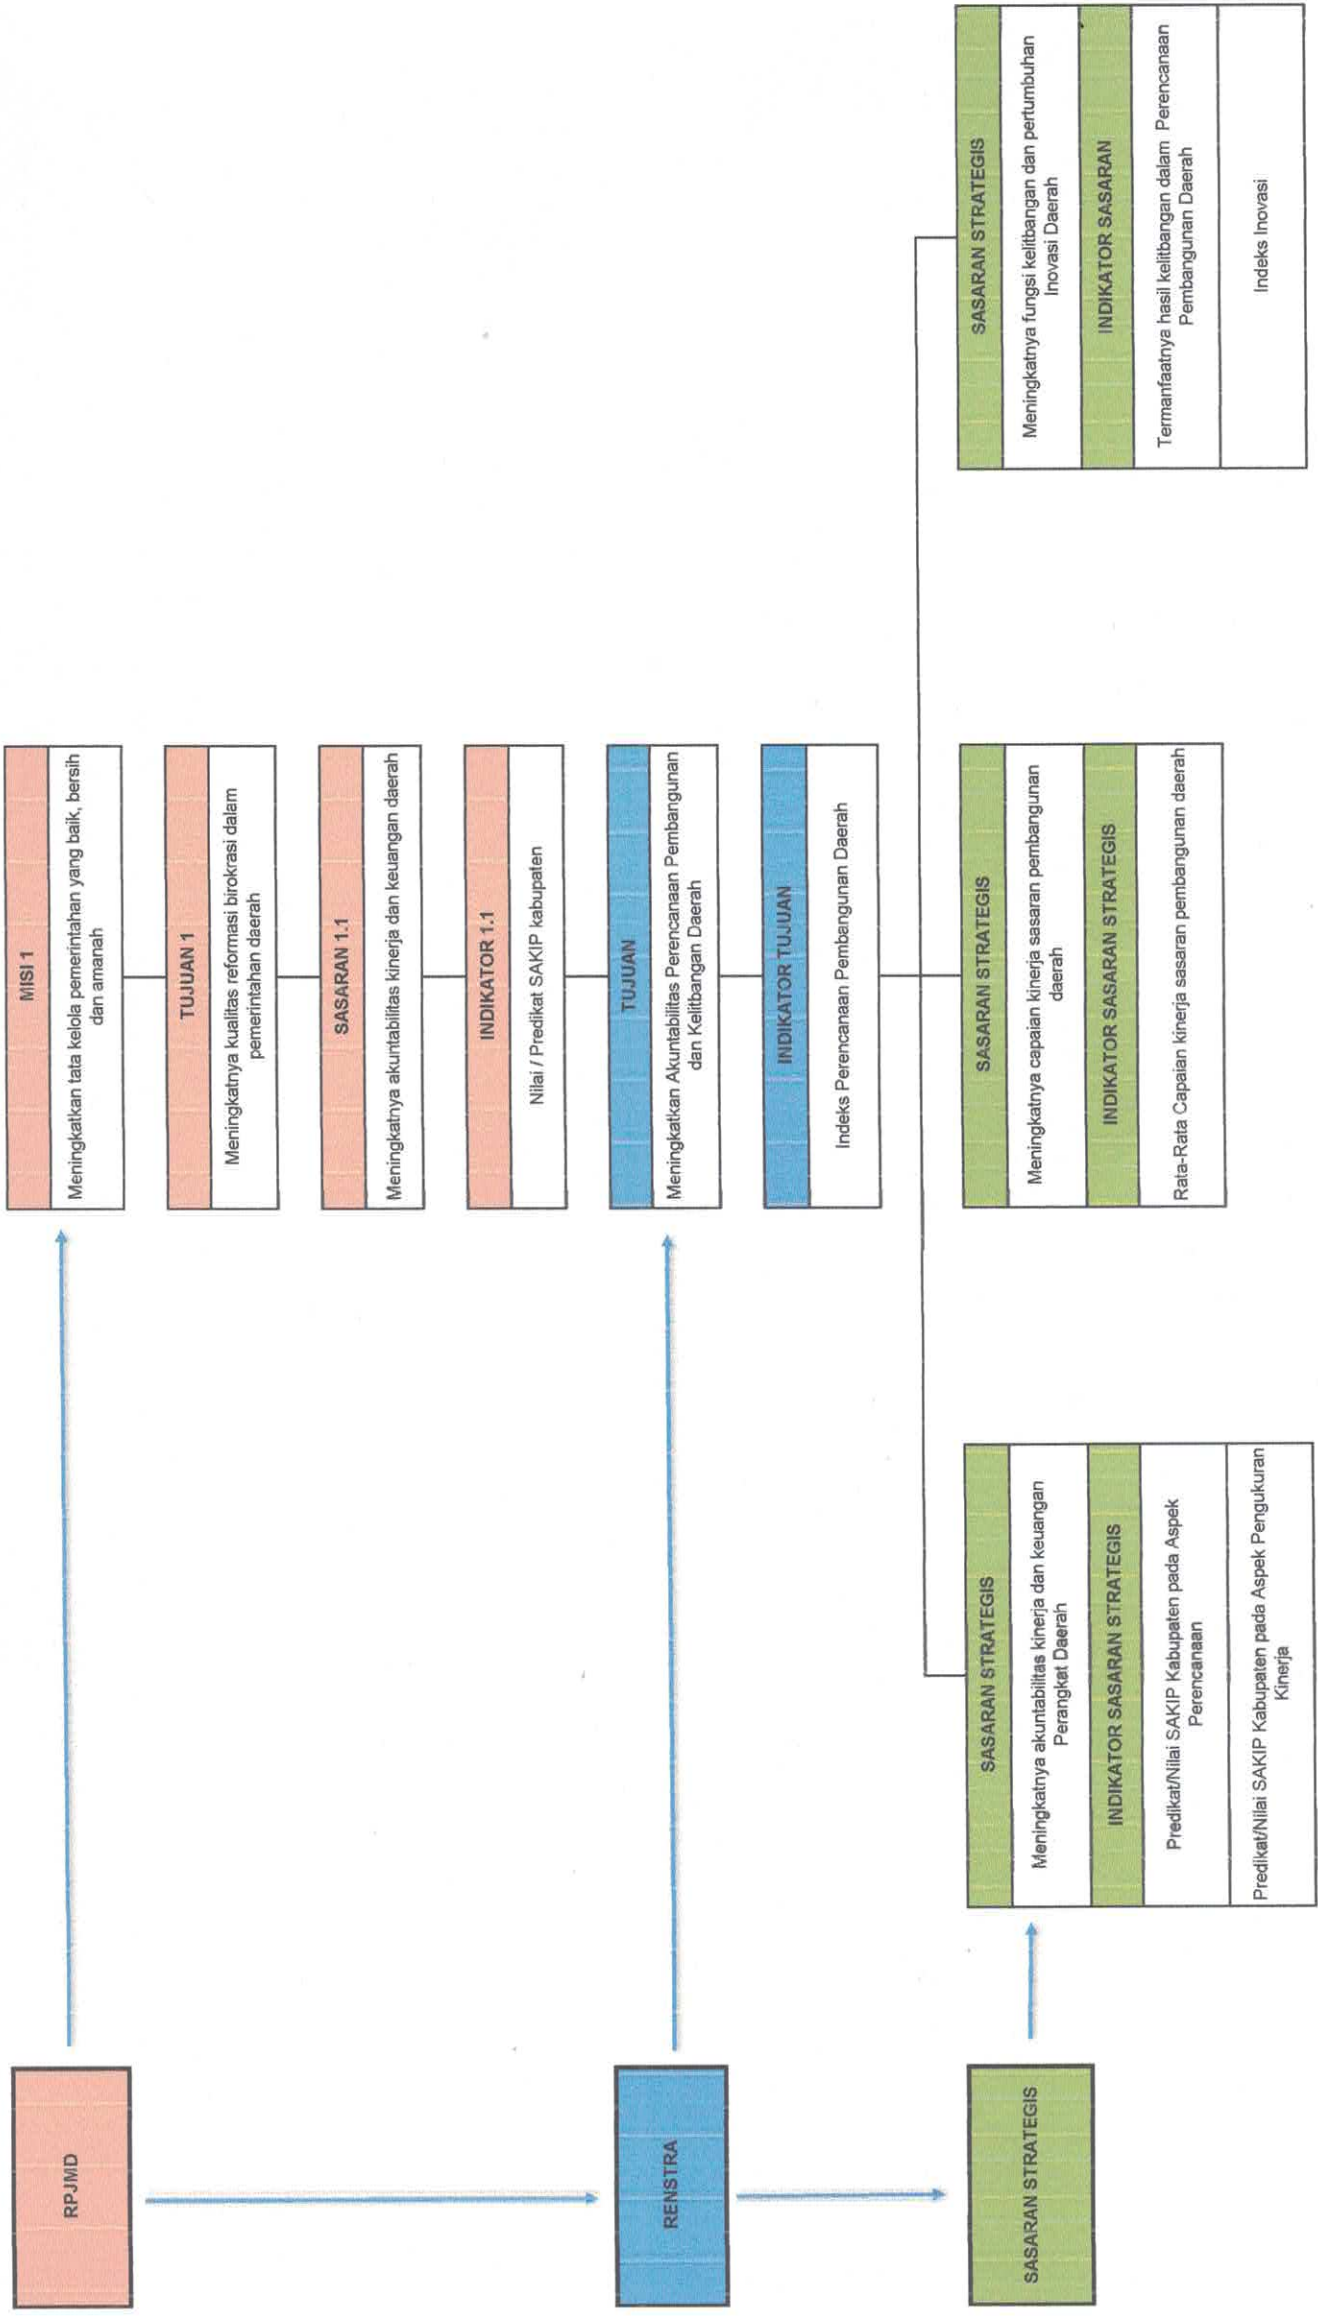 RPJMD
MISI 1
Meningkatkan tata kelola pemerintahan yang baik, bersih
dan amanah
TUJUAN 1
Meningkatnya kualitas reformasi birokrasi dalam
pemerintahan daerah
SASARAN 1.1
Meningkatnya akuntabilitas kinerja dan keuangan daerah
INDIKATOR 1.1
Nilai / Predikat SAKIP kabupaten
RENSTRA
TUJUAN
Meningkatkan Akuntabilitas Perencanaan Pembangunan
dan Kelitbangan Daerah
INDIKATOR TUJUAN
Indeks Perencanaan Pembangunan Daerah
SASARAN STRATEGIS
SASARAN STRATEGIS
Meningkatnya akuntabilitas kinerja dan keuangan
Perangkat Daerah
INDIKATOR SASARAN STRATEGIS
Predikat/Nilai SAKIP Kabupaten pada Aspek
Perencanaan
Predikat/Nilai SAKIP Kabupaten pada Aspek Pengukuran
Kinerja
SASARAN STRATEGIS
Meningkatnya capaian kinerja sasaran pembangunan
daerah
INDIKATOR SASARAN STRATEGIS
Rata-Rata Capaian kinerja sasaran pembangunan daerah
SASARAN STRATEGIS
Meningkatnya fungsi kelitbangan dan pertumbuhan
Inovasi Daerah
INDIKATOR SASARAN
Termanfaatnya hasil kelitbangan dalam Perencanaan
Pembangunan Daerah
Indeks Inovasi